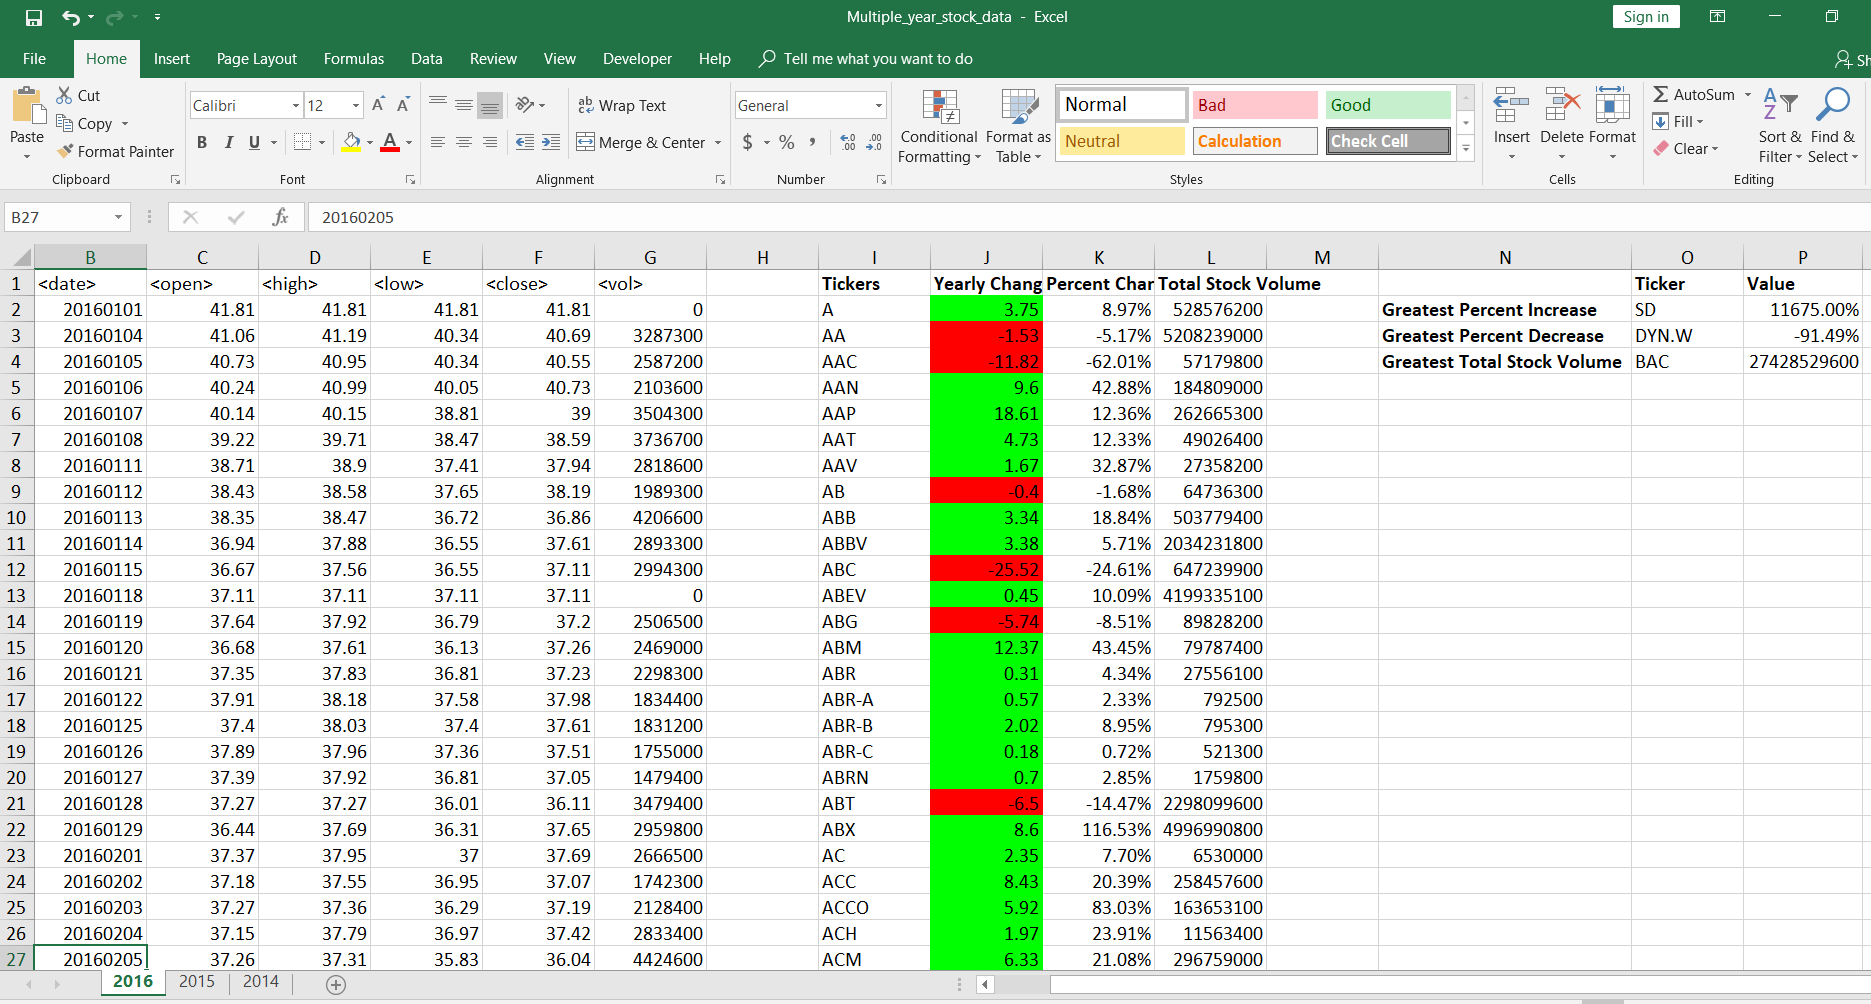 Multiple_year_stock_data - Excel
Sign in
File Home Insert Page Layout Formulas Data Review View Developer Help Tell me what you want to do Sh
Paste
Cut
Copy
Format Painter
Clipboard
Calibri 12 A A
B I U A
Font
ab Wrap Text
Merge & Center
Alignment
General
$ % , .00 .00
Number
Conditional Formatting
Format as Table
Normal Bad Good
Neutral Calculation Check Cell
Styles
Insert Delete Format
Cells
AutoSum
Fill
Clear
Sort & Filter
Find & Select
Editing
B27 fx 20160205
B C D E F G H I J K L M N O P
1 <date> <open> <high> <low> <close> <vol> Tickers Yearly Chang Percent Char Total Stock Volume Ticker Value
2 20160101 41.81 41.81 41.81 41.81 0 A 3.75 8.97% 528576200 Greatest Percent Increase SD 11675.00%
3 20160104 41.06 41.19 40.34 40.69 3287300 AA -1.53 -5.17% 5208239000 Greatest Percent Decrease DYN.W -91.49%
4 20160105 40.73 40.95 40.34 40.55 2587200 AAC -11.82 -62.01% 57179800 Greatest Total Stock Volume BAC 27428529600
5 20160106 40.24 40.99 40.05 40.73 2103600 AAN 9.6 42.88% 184809000
6 20160107 40.14 40.15 38.81 39 3504300 AAP 18.61 12.36% 262665300
7 20160108 39.22 39.71 38.47 38.59 3736700 AAT 4.73 12.33% 49026400
8 20160111 38.71 38.9 37.41 37.94 2818600 AAV 1.67 32.87% 27358200
9 20160112 38.43 38.58 37.65 38.19 1989300 AB -0.4 -1.68% 64736300
10 20160113 38.35 38.47 36.72 36.86 4206600 ABB 3.34 18.84% 503779400
11 20160114 36.94 37.88 36.55 37.61 2893300 ABBV 3.38 5.71% 2034231800
12 20160115 36.67 37.56 36.55 37.11 2994300 ABC -25.52 -24.61% 647239900
13 20160118 37.11 37.11 37.11 37.11 0 ABEV 0.45 10.09% 4199335100
14 20160119 37.64 37.92 36.79 37.2 2506500 ABG -5.74 -8.51% 89828200
15 20160120 36.68 37.61 36.13 37.26 2469000 ABM 12.37 43.45% 79787400
16 20160121 37.35 37.83 36.81 37.23 2298300 ABR 0.31 4.34% 27556100
17 20160122 37.91 38.18 37.58 37.98 1834400 ABR-A 0.57 2.33% 792500
18 20160125 37.4 38.03 37.4 37.61 1831200 ABR-B 2.02 8.95% 795300
19 20160126 37.89 37.96 37.36 37.51 1755000 ABR-C 0.18 0.72% 521300
20 20160127 37.39 37.92 36.81 37.05 1479400 ABRN 0.7 2.85% 1759800
21 20160128 37.27 37.27 36.01 36.11 3479400 ABT -6.5 -14.47% 2298099600
22 20160129 36.44 37.69 36.31 37.65 2959800 ABX 8.6 116.53% 4996990800
23 20160201 37.37 37.95 37 37.69 2666500 AC 2.35 7.70% 6530000
24 20160202 37.18 37.55 36.95 37.07 1742300 ACC 8.43 20.39% 258457600
25 20160203 37.27 37.36 36.29 37.19 2128400 ACCO 5.92 83.03% 163653100
26 20160204 37.15 37.79 36.97 37.42 2833400 ACH 1.97 23.91% 11563400
27 20160205 37.26 37.31 35.83 36.04 4424600 ACM 6.33 21.08% 296759000
2016 2015 2014